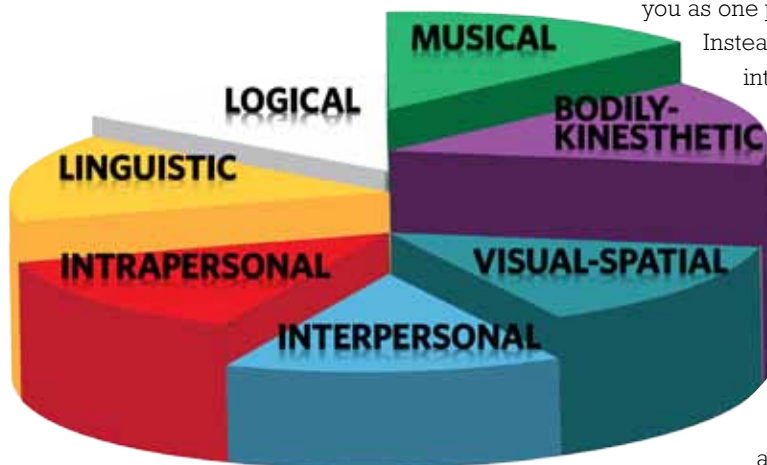 you as one
Instea
int
MUSICAL
LOGICAL
BODILY-
KINESTHETIC
LINGUISTIC
INTRAPERSONAL
VISUAL-SPATIAL
INTERPERSONAL
a